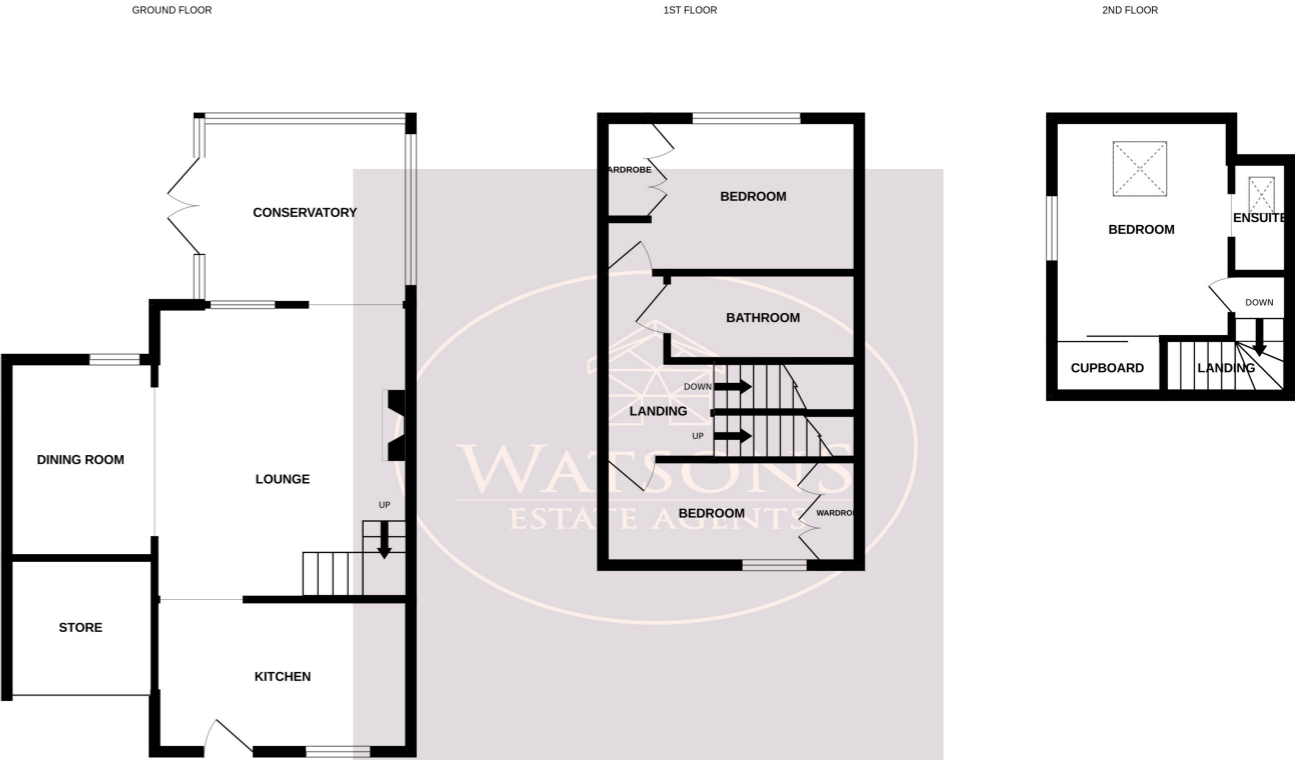 GROUND FLOOR
1ST FLOOR
2ND FLOOR
CONSERVATORY
DINING ROOM
LOUNGE
UP
STORE
KITCHEN
ARDROBE
BEDROOM
BATHROOM
DOWN
LANDING
UP
BEDROOM
WARDRO
WATSONS
ESTATE AGENTS
BEDROOM
ENSUITE
DOWN
CUPBOARD
LANDING